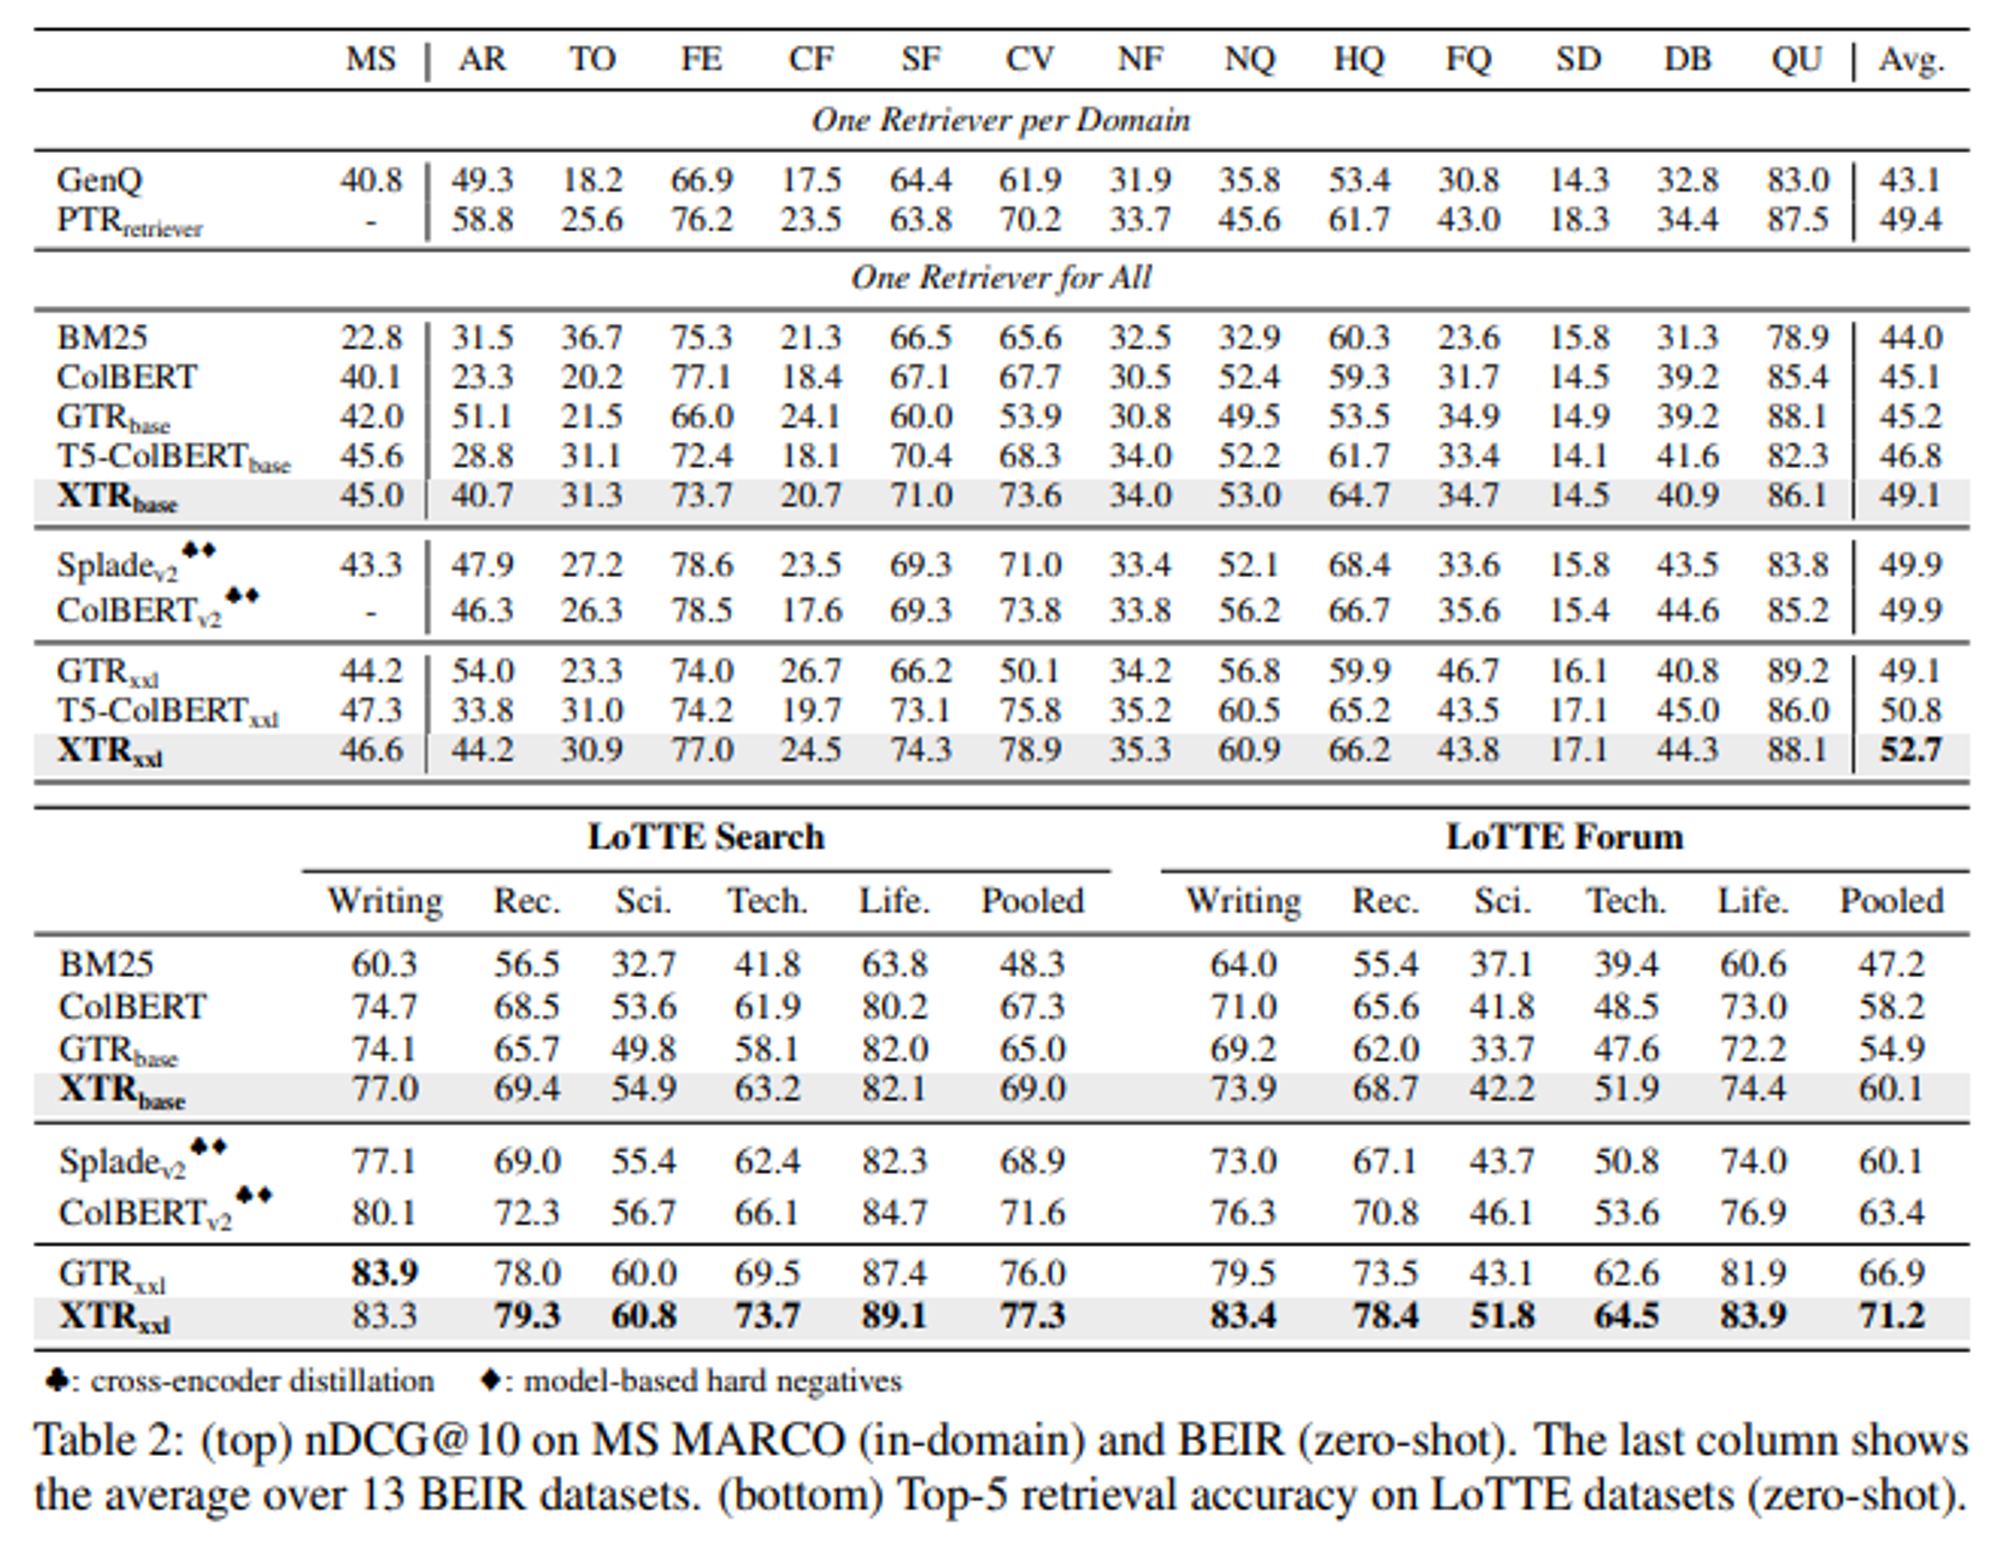 MS AR TO FE CF SF CV NF NQ HQ FQ SD DB QU Avg.
One Retriever per Domain
GenQ 40.8 49.3 18.2 66.9 17.5 64.4 61.9 31.9 35.8 53.4 30.8 14.3 32.8 83.0 43.1
PTRretriever - 58.8 25.6 76.2 23.5 63.8 70.2 33.7 45.6 61.7 43.0 18.3 34.4 87.5 49.4
One Retriever for All
BM25 22.8 31.5 36.7 75.3 21.3 66.5 65.6 32.5 32.9 60.3 23.6 15.8 31.3 78.9 44.0
ColBERT 40.1 23.3 20.2 77.1 18.4 67.1 67.7 30.5 52.4 59.3 31.7 14.5 39.2 85.4 45.1
GTRbase 42.0 51.1 21.5 66.0 24.1 60.0 53.9 30.8 49.5 53.5 34.9 14.9 39.2 88.1 45.2
T5-ColBERTbase 45.6 28.8 31.1 72.4 18.1 70.4 68.3 34.0 52.2 61.7 33.4 14.1 41.6 82.3 46.8
XTRbase 45.0 40.7 31.3 73.7 20.7 71.0 73.6 34.0 53.0 64.7 34.7 14.5 40.9 86.1 49.1
Spladev2♣♦ 43.3 47.9 27.2 78.6 23.5 69.3 71.0 33.4 52.1 68.4 33.6 15.8 43.5 83.8 49.9
ColBERTv2♣♦ - 46.3 26.3 78.5 17.6 69.3 73.8 33.8 56.2 66.7 35.6 15.4 44.6 85.2 49.9
GTRxxl 44.2 54.0 23.3 74.0 26.7 66.2 50.1 34.2 56.8 59.9 46.7 16.1 40.8 89.2 49.1
T5-ColBERTxxl 47.3 33.8 31.0 74.2 19.7 73.1 75.8 35.2 60.5 65.2 43.5 17.1 45.0 86.0 50.8
XTRxxl 46.6 44.2 30.9 77.0 24.5 74.3 78.9 35.3 60.9 66.2 43.8 17.1 44.3 88.1 52.7
LoTTE Search LoTTE Forum
Writing Rec. Sci. Tech. Life. Pooled Writing Rec. Sci. Tech. Life. Pooled
BM25 60.3 56.5 32.7 41.8 63.8 48.3 64.0 55.4 37.1 39.4 60.6 47.2
ColBERT 74.7 68.5 53.6 61.9 80.2 67.3 71.0 65.6 41.8 48.5 73.0 58.2
GTRbase 74.1 65.7 49.8 58.1 82.0 65.0 69.2 62.0 33.7 47.6 72.2 54.9
XTRbase 77.0 69.4 54.9 63.2 82.1 69.0 73.9 68.7 42.2 51.9 74.4 60.1
Spladev2♣♦ 77.1 69.0 55.4 62.4 82.3 68.9 73.0 67.1 43.7 50.8 74.0 60.1
ColBERTv2♣♦ 80.1 72.3 56.7 66.1 84.7 71.6 76.3 70.8 46.1 53.6 76.9 63.4
GTRxxl 83.9 78.0 60.0 69.5 87.4 76.0 79.5 73.5 43.1 62.6 81.9 66.9
XTRxxl 83.3 79.3 60.8 73.7 89.1 77.3 83.4 78.4 51.8 64.5 83.9 71.2
♣: cross-encoder distillation ♦: model-based hard negatives
Table 2: (top) nDCG@10 on MS MARCO (in-domain) and BEIR (zero-shot). The last column shows
the average over 13 BEIR datasets. (bottom) Top-5 retrieval accuracy on LoTTE datasets (zero-shot).